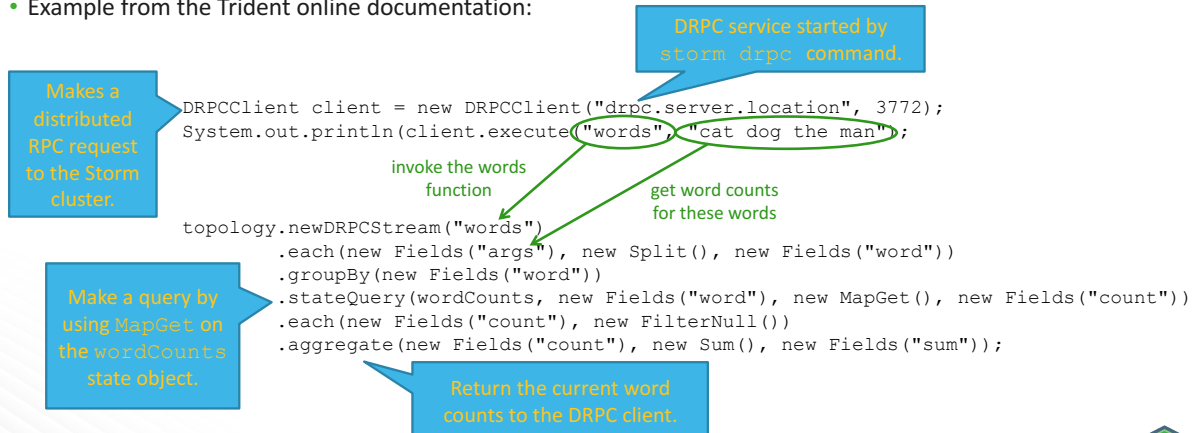 • Example from the Trident online documentation:
DRPC service started by
storm drpc command.
Makes a
distributed
RPC request
to the Storm
cluster.
DRPCClient client = new DRPCClient("drpc.server.location", 3772);
System.out.println(client.execute("words", "cat dog the man");
invoke the words
function
get word counts
for these words
topology.newDRPCStream("words")
.each(new Fields("args"), new Split(), new Fields("word"))
.groupBy(new Fields("word"))
.stateQuery(wordCounts, new Fields("word"), new MapGet(), new Fields("count"))
.each(new Fields("count"), new FilterNull())
.aggregate(new Fields("count"), new Sum(), new Fields("sum"));
Make a query by
using MapGet on
the wordCounts
state object.
Return the current word
counts to the DRPC client.